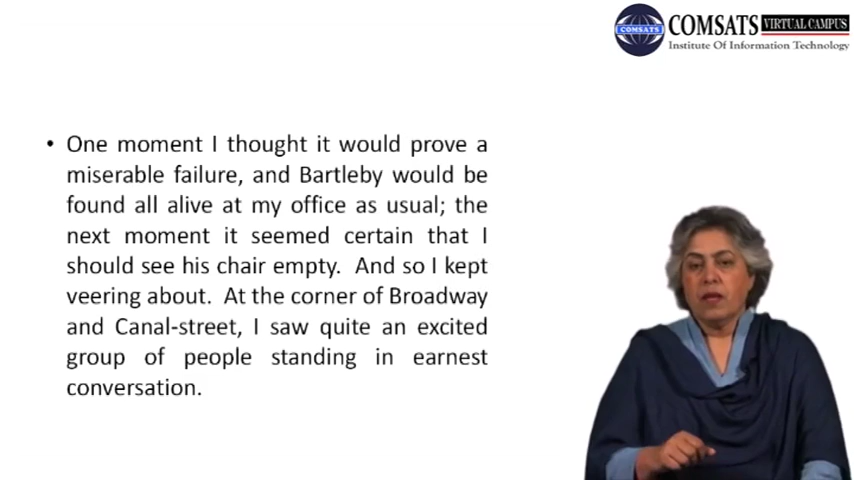 COMSATS
COMSATS VIRTUAL CAMPUS
Institute Of Information Technology
• One moment I thought it would prove a
miserable failure, and Bartleby would be
found all alive at my office as usual; the
next moment it seemed certain that I
should see his chair empty. And so I kept
veering about. At the corner of Broadway
and Canal-street, I saw quite an excited
group of people standing in earnest
conversation.